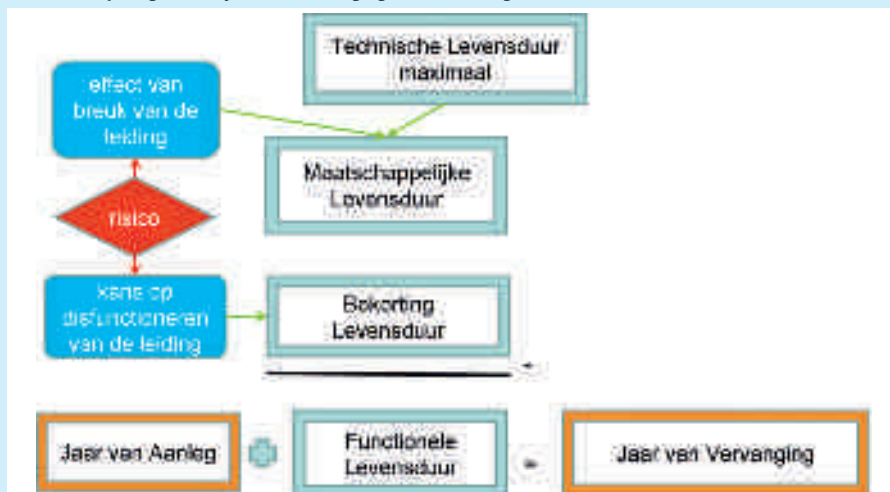 Technische Levensduur
maximaal
effect van
breuk van de
leiding
Maatschappelijke
Levensduur
risico
kans op
disfunctioneren
van de leiding
Bekorting
Levensduur
-
Jaar van Aanleg
+
Functionele
Levensduur
=
Jaar van Vervanging